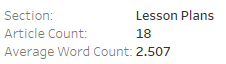 Section: Lesson Plans
Article Count: 18
Average Word Count: 2.507